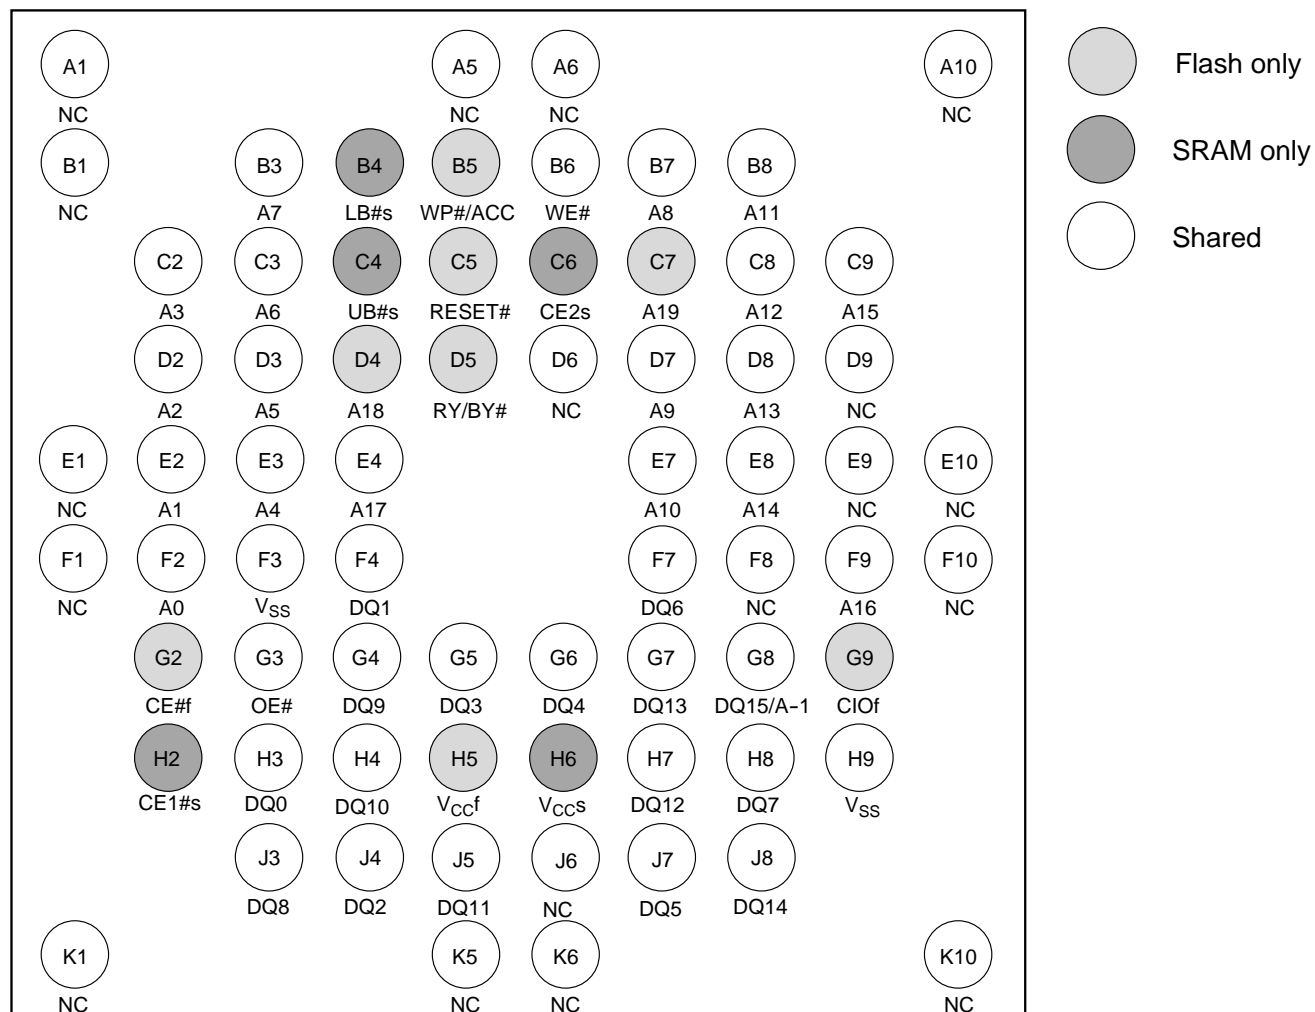 A1 A5 A6 A10
NC NC NC NC
Flash only
B1 B3 B4 B5 B6 B7 B8
NC A7 LB#s WP#/ACC WE# A8 A11
SRAM only
C2 C3 C4 C5 C6 C7 C8 C9
A3 A6 UB#s RESET# CE2s A19 A12 A15
Shared
D2 D3 D4 D5 D6 D7 D8 D9
A2 A5 A18 RY/BY# NC A9 A13 NC
E1 E2 E3 E4 E7 E8 E9 E10
NC A1 A4 A17 A10 A14 NC NC
F1 F2 F3 F4 F7 F8 F9 F10
NC A0 VSS DQ1 DQ6 NC A16 NC
G2 G3 G4 G5 G6 G7 G8 G9
CE#f OE# DQ9 DQ3 DQ4 DQ13 DQ15/A-1 CIOf
H2 H3 H4 H5 H6 H7 H8 H9
CE1#s DQ0 DQ10 VCCf VCCs DQ12 DQ7 VSS
J3 J4 J5 J6 J7 J8
DQ8 DQ2 DQ11 NC DQ5 DQ14
K1 K5 K6 K10
NC NC NC NC